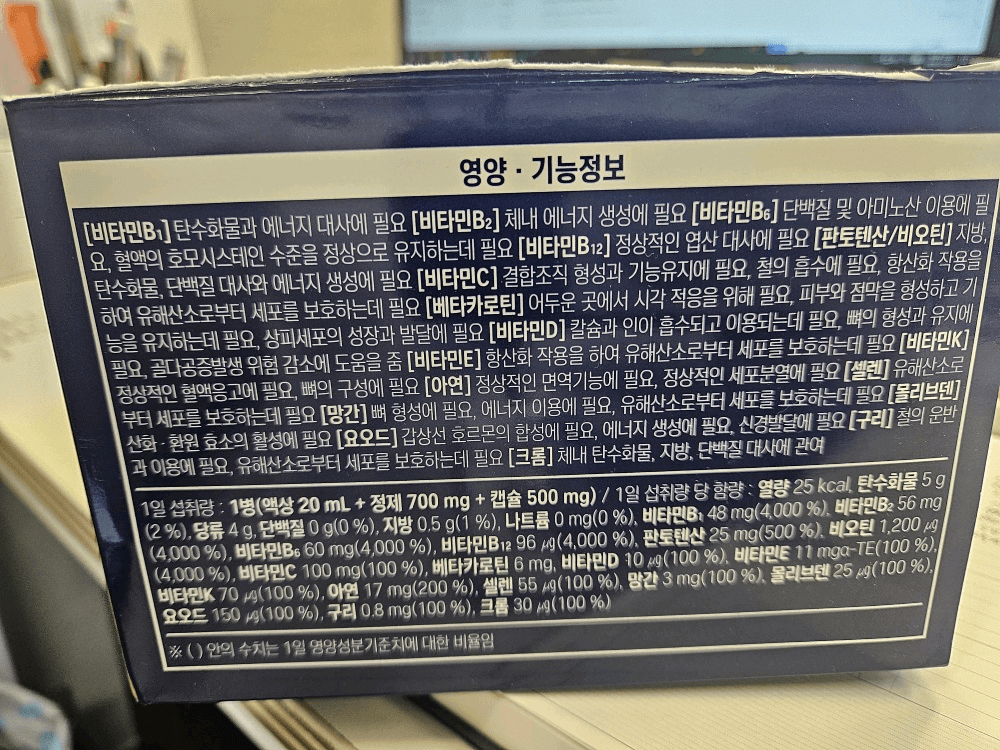 영양 · 기능정보
[비타민B₁] 탄수화물과 에너지 대사에 필요 [비타민B₂] 체내 에너지 생성에 필요 [비타민B₆] 단백질 및 아미노산 이용에 필
요, 혈액의 호모시스테인 수준을 정상으로 유지하는데 필요 [비타민B₁₂] 정상적인 엽산 대사에 필요 [판토텐산/비오틴] 지방,
탄수화물, 단백질 대사와 에너지 생성에 필요 [비타민C] 결합조직 형성과 기능유지에 필요, 철의 흡수에 필요, 항산화 작용을
하여 유해산소로부터 세포를 보호하는데 필요 [베타카로틴] 어두운 곳에서 시각 적응을 위해 필요, 피부와 점막을 형성하고 기
능을 유지하는데 필요, 상피세포의 성장과 발달에 필요 [비타민D] 칼슘과 인이 흡수되고 이용되는데 필요, 뼈의 형성과 유지에
필요, 골다공증발생 위험 감소에 도움을 줌 [비타민E] 항산화 작용을 하여 유해산소로부터 세포를 보호하는데 필요 [비타민K]
정상적인 혈액응고에 필요, 뼈의 구성에 필요 [아연] 정상적인 면역기능에 필요, 정상적인 세포분열에 필요 [셀렌] 유해산소로
부터 세포를 보호하는데 필요 [망간] 뼈 형성에 필요, 에너지 이용에 필요, 유해산소로부터 세포를 보호하는데 필요 [몰리브덴]
산화 · 환원 효소의 활성에 필요 [요오드] 갑상선 호르몬의 합성에 필요, 에너지 생성에 필요, 신경발달에 필요 [구리] 철의 운반
과 이용에 필요, 유해산소로부터 세포를 보호하는데 필요 [크롬] 체내 탄수화물, 지방, 단백질 대사에 관여
1일 섭취량 : 1병(액상 20 mL + 정제 700 mg + 캡슐 500 mg) / 1일 섭취량 당 함량 : 열량 25 kcal, 탄수화물 5 g
(2 %), 당류 4 g, 단백질 0 g(0 %), 지방 0.5 g(1 %), 나트륨 0 mg(0 %), 비타민B₁ 48 mg(4,000 %), 비타민B₂ 56 mg
(4,000 %), 비타민B₆ 60 mg(4,000 %), 비타민B₁₂ 96 ㎍(4,000 %), 판토텐산 25 mg(500 %), 비오틴 1,200 ㎍
(4,000 %), 비타민C 100 mg(100 %), 베타카로틴 6 mg, 비타민D 10 ㎍(100 %), 비타민E 11 mgα-TE(100 %),
비타민K 70 ㎍(100 %), 아연 17 mg(200 %), 셀렌 55 ㎍(100 %), 망간 3 mg(100 %), 몰리브덴 25 ㎍(100 %),
요오드 150 ㎍(100 %), 구리 0.8 mg(100 %), 크롬 30 ㎍(100 %)
※ ( ) 안의 수치는 1일 영양성분기준치에 대한 비율임